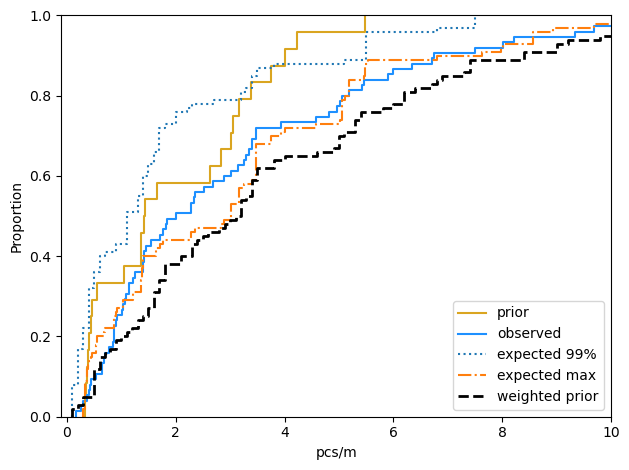 1.0
0.8
0.6
0.4
0.2
0.0
Proportion
0 2 4 6 8 10
pcs/m
prior
observed
expected 99%
expected max
weighted prior